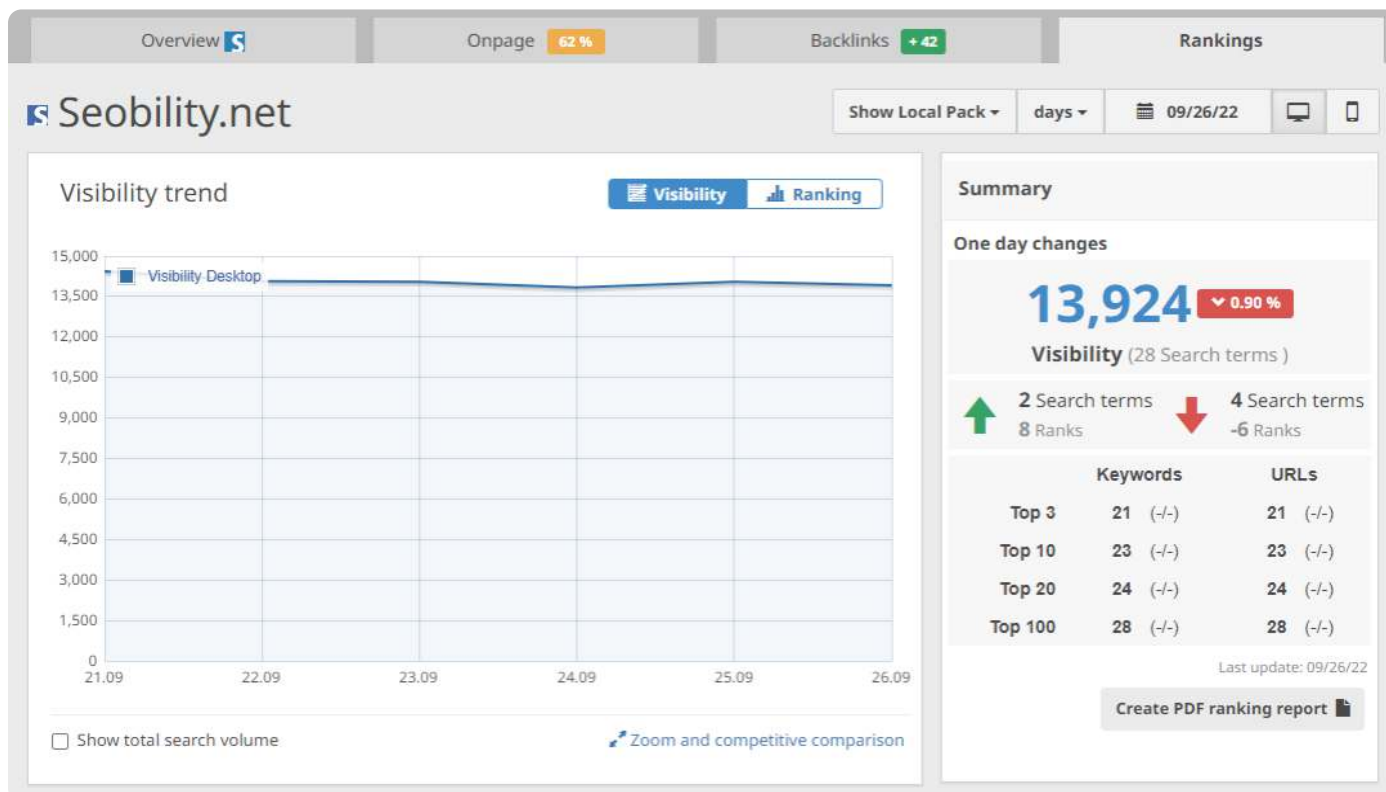 Overview
Onpage 62 %
Backlinks + 42
Rankings
Seobility.net
Show Local Pack
days
09/26/22
Visibility trend
Visibility
Ranking
15,000
13,500
12,000
10,500
9,000
7,500
6,000
4,500
3,000
1,500
0
Visibility Desktop
21.09 22.09 23.09 24.09 25.09 26.09
Show total search volume
Zoom and competitive comparison
Summary
One day changes
13,924 0.90 %
Visibility (28 Search terms )
2 Search terms
8 Ranks
4 Search terms
-6 Ranks
Keywords URLs
Top 3 21 (-/-) 21 (-/-)
Top 10 23 (-/-) 23 (-/-)
Top 20 24 (-/-) 24 (-/-)
Top 100 28 (-/-) 28 (-/-)
Last update: 09/26/22
Create PDF ranking report